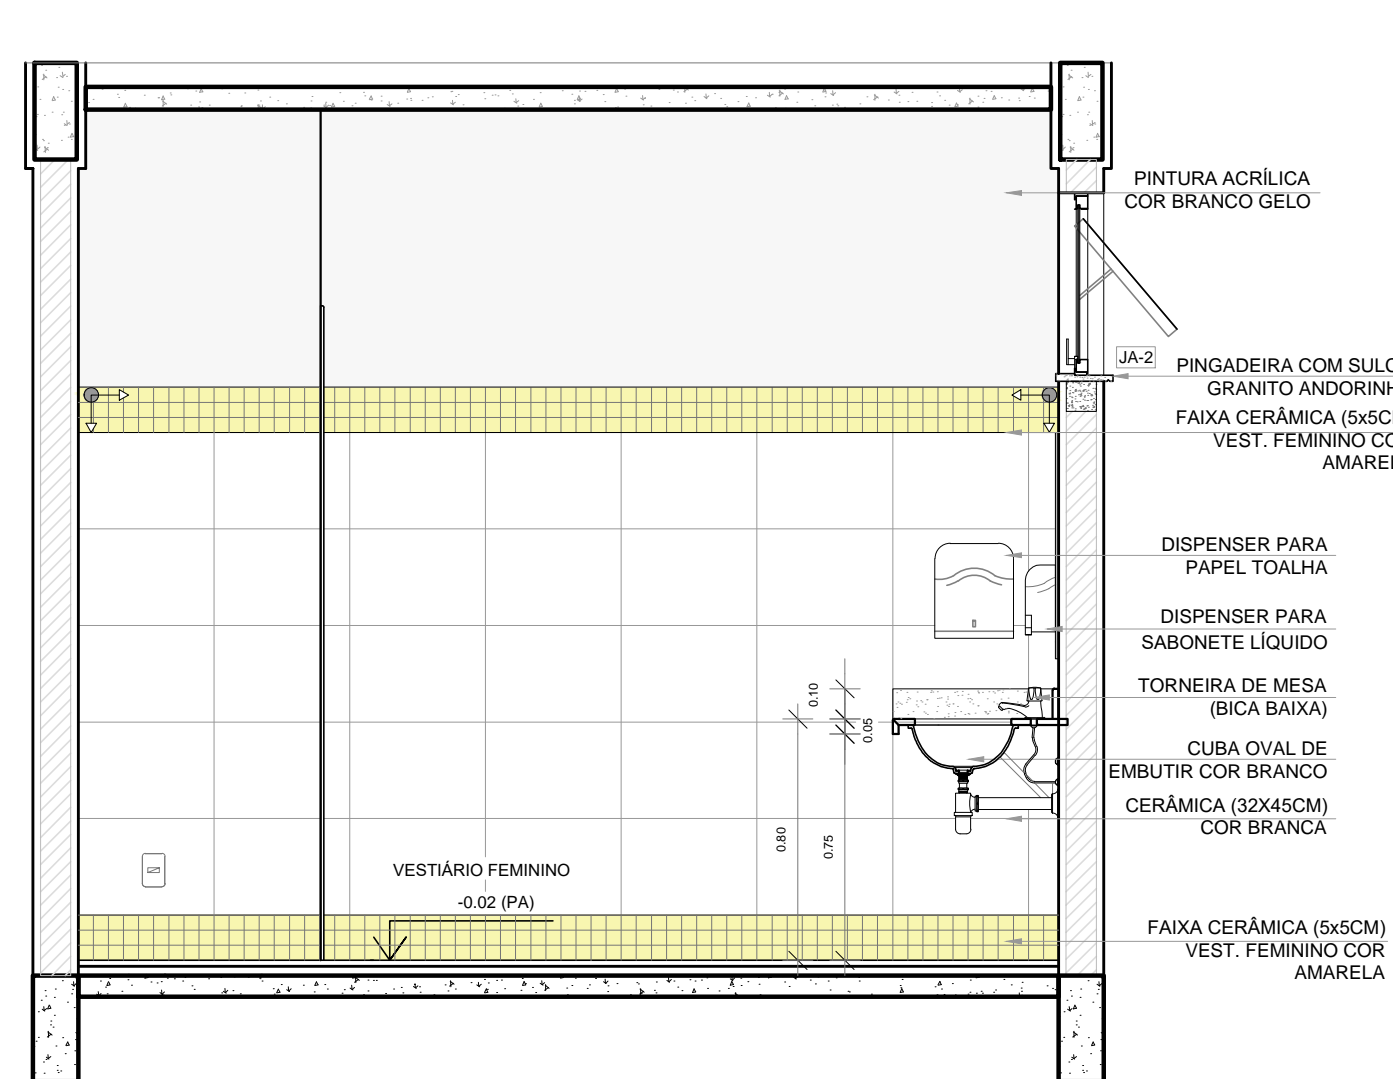 PINTURA ACRÍLICA
COR BRANCO GELO
JA-2
PINGADEIRA COM SULCO
GRANITO ANDORINH
FAIXA CERÂMICA (5x5C
VEST. FEMININO CO
AMAREL
DISPENSER PARA
PAPEL TOALHA
DISPENSER PARA
SABONETE LÍQUIDO
TORNEIRA DE MESA
(BICA BAIXA)
0.10
0.05
CUBA OVAL DE
EMBUTIR COR BRANCO
CERÂMICA (32X45CM)
COR BRANCA
0.80
0.75
VESTIÁRIO FEMININO
-0.02 (PA)
FAIXA CERÂMICA (5x5CM)
VEST. FEMININO COR
AMARELA